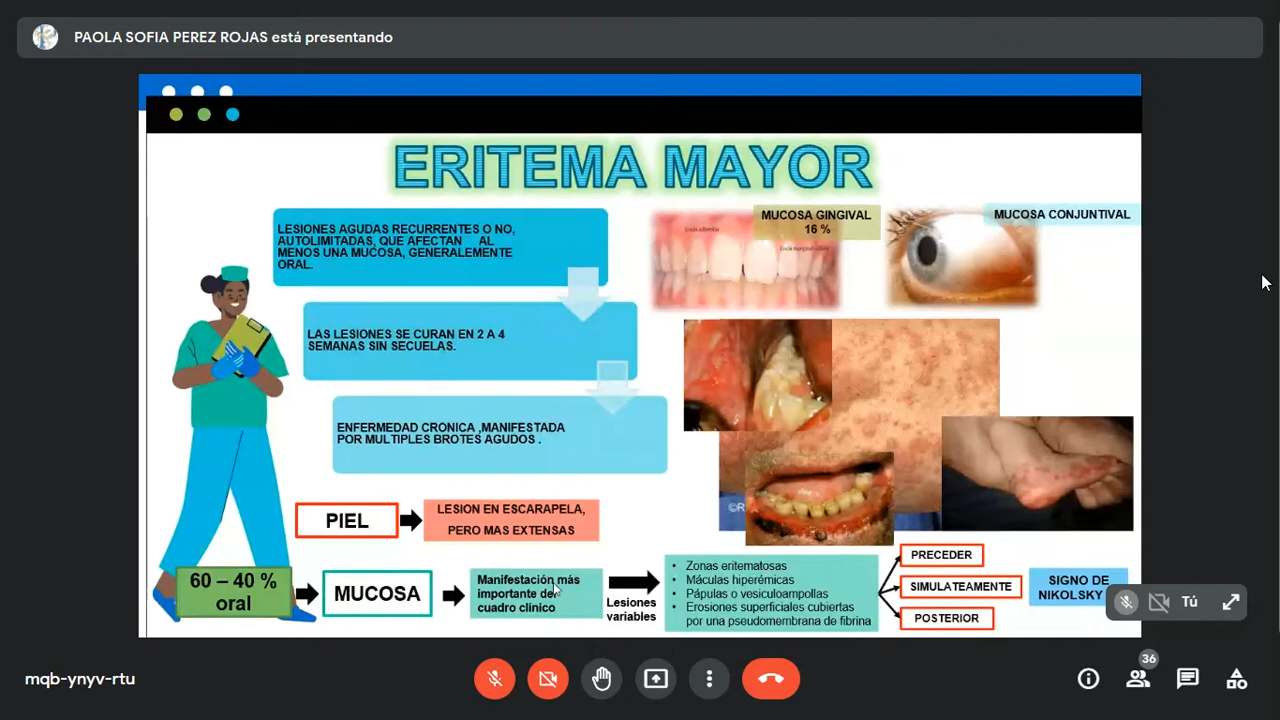 PAOLA SOFIA PEREZ ROJAS está presentando
ERITEMA MAYOR
LESIONES AGUDAS RECURRENTES O NO,
AUTOLIMITADAS, QUE AFECTAN AL
MENOS UNA MUCOSA, GENERALEMENTE
ORAL.
LAS LESIONES SE CURAN EN 2 A 4
SEMANAS SIN SECUELAS.
ENFERMEDAD CRONICA ,MANIFESTADA
POR MULTIPLES BROTES AGUDOS .
MUCOSA GINGIVAL
16 %
MUCOSA CONJUNTIVAL
©R
PIEL
LESION EN ESCARAPELA,
PERO MAS EXTENSAS
60 – 40 %
oral
MUCOSA
Manifestación más
importante del
cuadro clínico
Lesiones
variables
• Zonas eritematosas
• Máculas hiperémicas
• Pápulas o vesiculoampollas
• Erosiones superficiales cubiertas
por una pseudomembrana de fibrina
PRECEDER
SIMULATEAMENTE
POSTERIOR
SIGNO DE
NIKOLSKY
Tú
mqb-ynyv-rtu
36